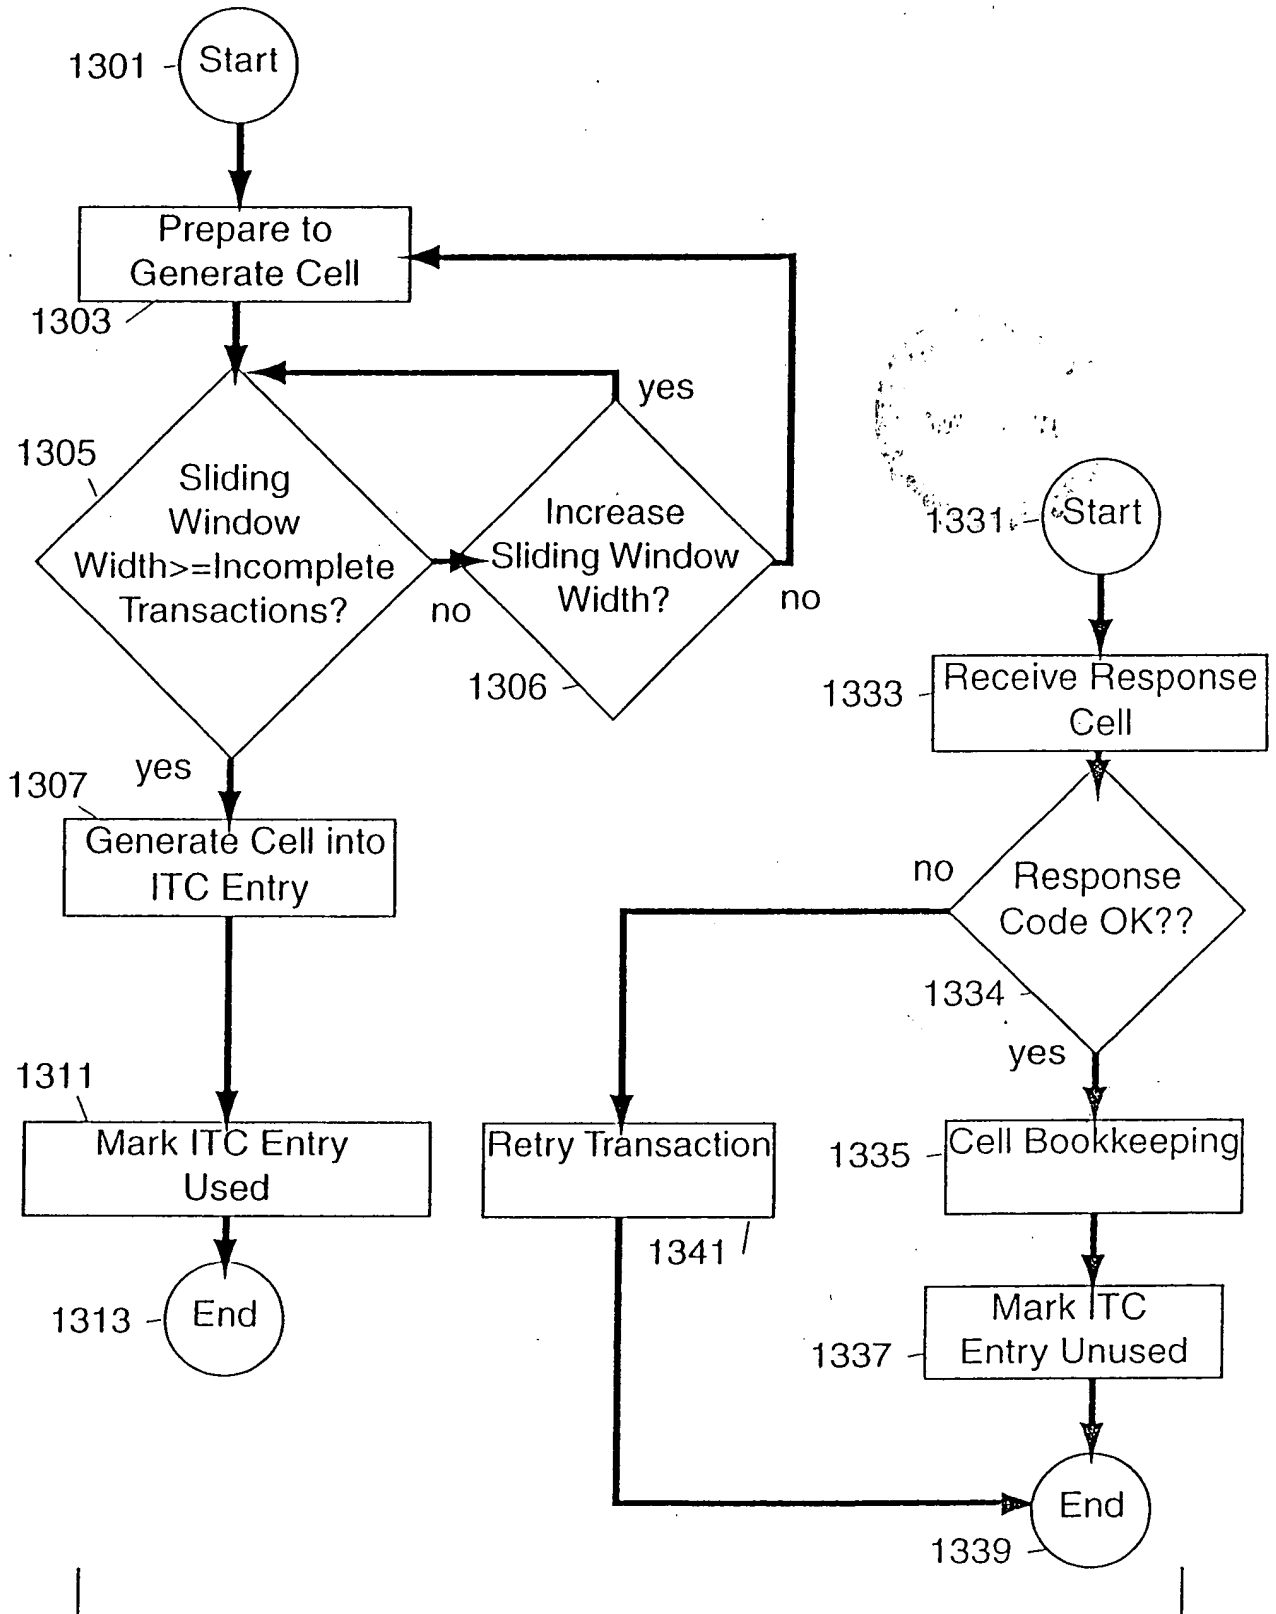 1301
Start
Prepare to
Generate Cell
1303
yes
1305
Sliding
Window
Width>=Incomplete
Transactions?
no
Increase
Sliding Window
Width?
no
1306
yes
1307
Generate Cell into
ITC Entry
1311
Mark ITC Entry
Used
1313
End
1331
Start
1333
Receive Response
Cell
no
Response
Code OK??
1334
yes
Retry Transaction
1341
1335
Cell Bookkeeping
1337
Mark ITC
Entry Unused
End
1339